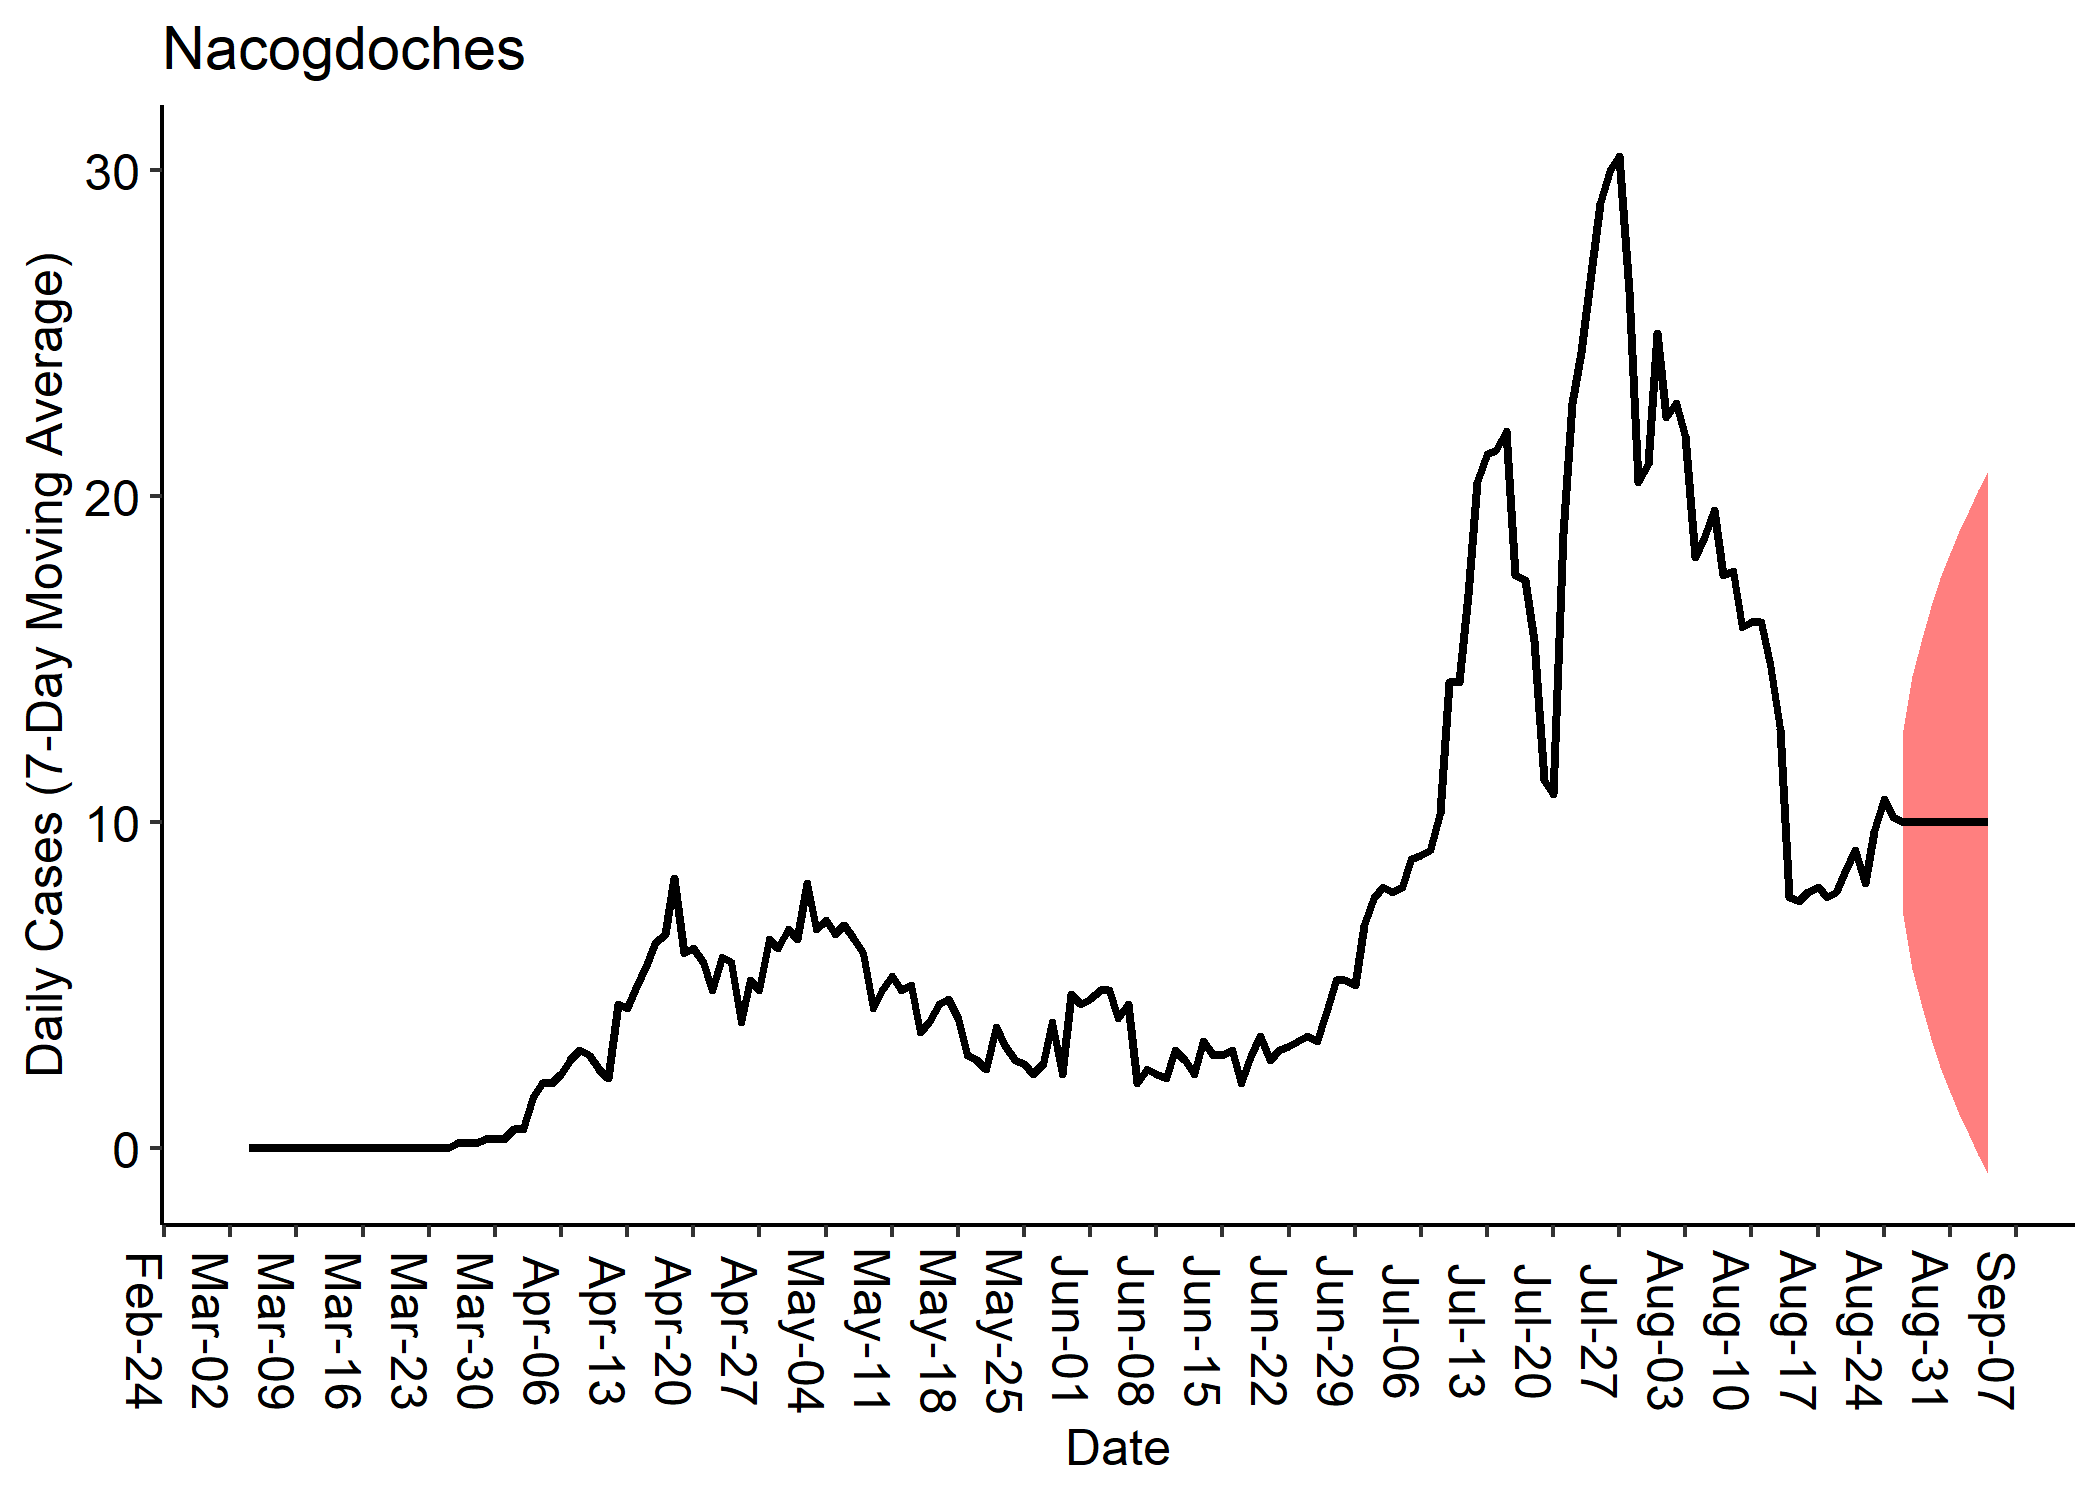 Nacogdoches
Daily Cases (7-Day Moving Average)
30
20
10
0
Feb-24
Mar-02
Mar-09
Mar-16
Mar-23
Mar-30
Apr-06
Apr-13
Apr-20
Apr-27
May-04
May-11
May-18
May-25
Jun-01
Jun-08
Jun-15
Jun-22
Jun-29
Jul-06
Jul-13
Jul-20
Jul-27
Aug-03
Aug-10
Aug-17
Aug-24
Aug-31
Sep-07
Date